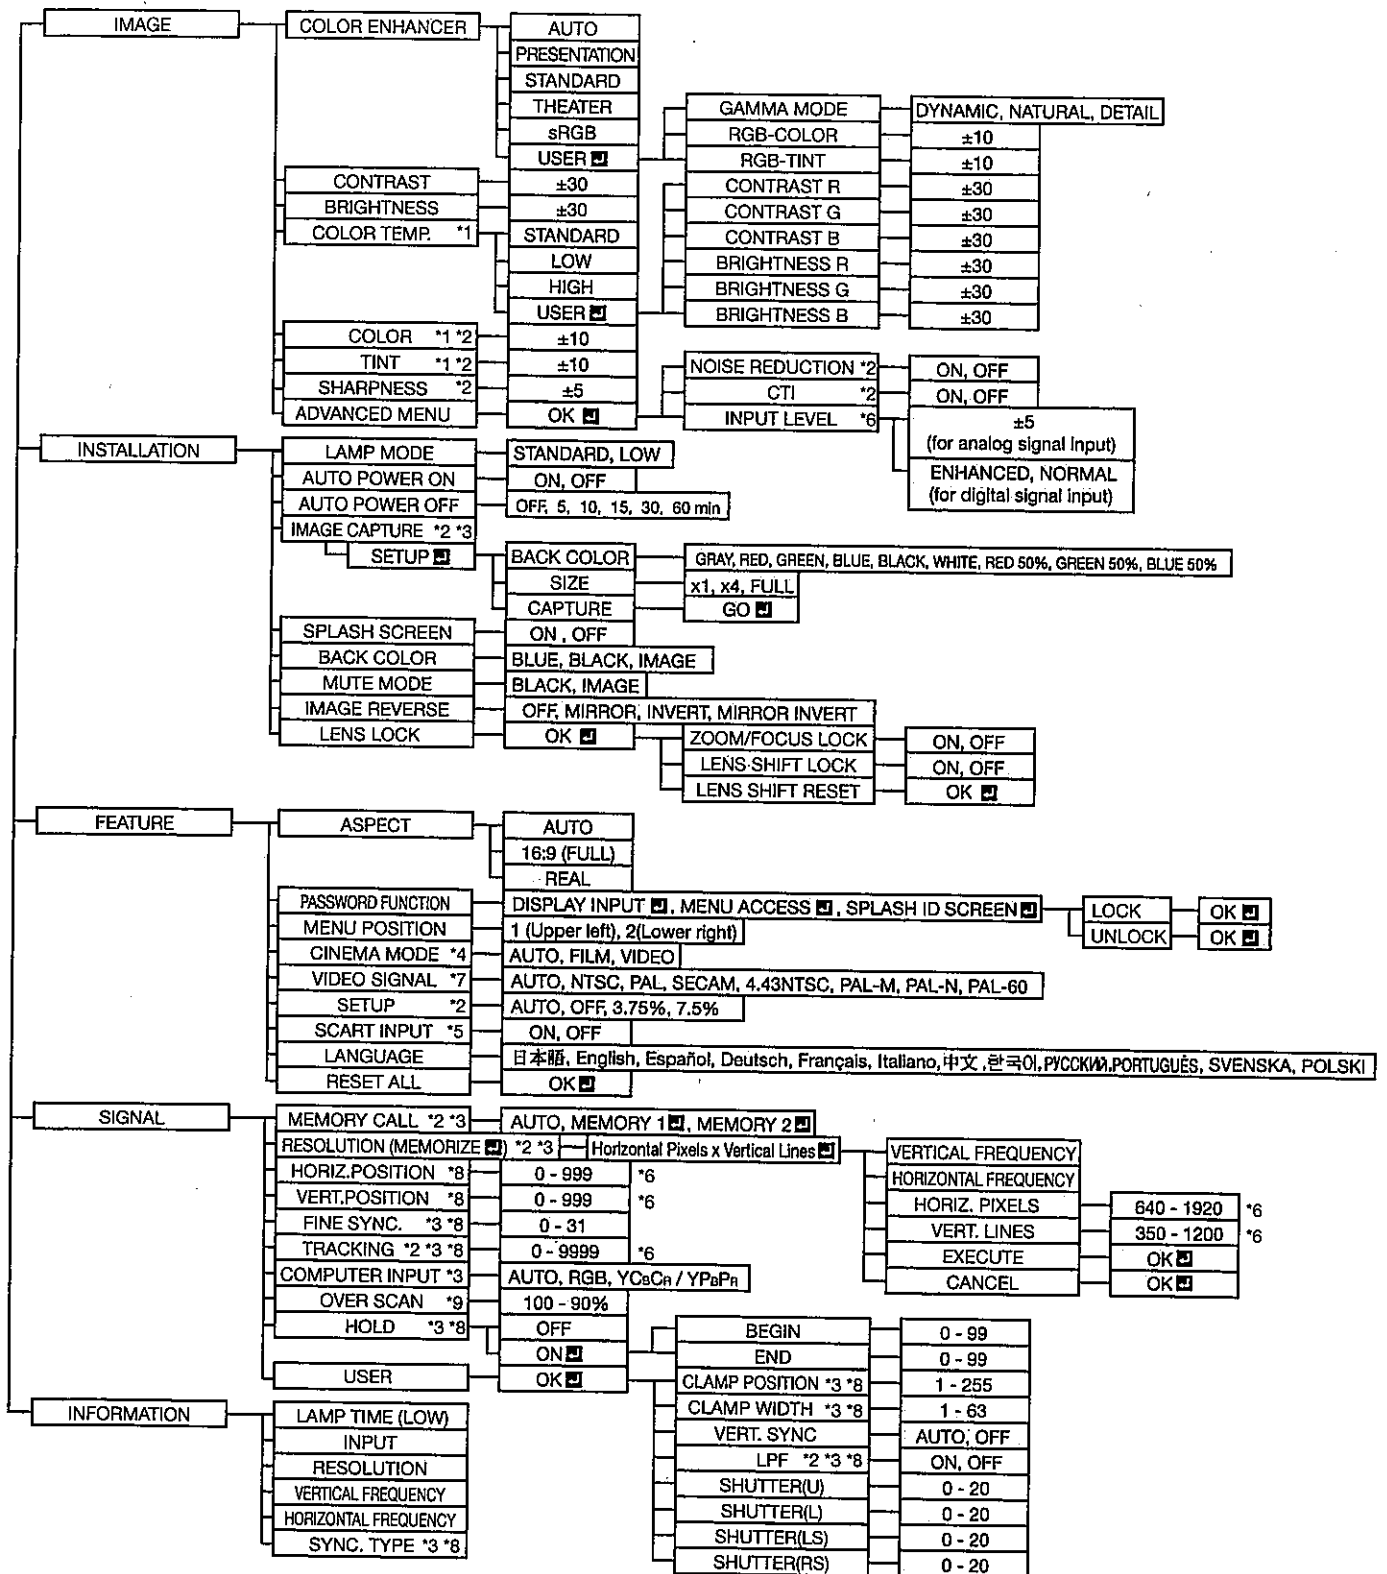 IMAGE
COLOR ENHANCER
AUTO
PRESENTATION
STANDARD
THEATER
sRGB
USER
GAMMA MODE
DYNAMIC, NATURAL, DETAIL
RGB-COLOR
±10
RGB-TINT
±10
CONTRAST
±30
BRIGHTNESS
±30
COLOR TEMP. *1
STANDARD
LOW
HIGH
USER
CONTRAST R
±30
CONTRAST G
±30
CONTRAST B
±30
BRIGHTNESS R
±30
BRIGHTNESS G
±30
BRIGHTNESS B
±30
COLOR *1 *2
±10
TINT *1 *2
±10
SHARPNESS *2
±5
ADVANCED MENU
OK
NOISE REDUCTION *2
ON, OFF
CTI *2
ON, OFF
INPUT LEVEL *6
±5
(for analog signal input)
ENHANCED, NORMAL
(for digital signal input)
INSTALLATION
LAMP MODE
STANDARD, LOW
AUTO POWER ON
ON, OFF
AUTO POWER OFF
OFF, 5, 10, 15, 30, 60 min
IMAGE CAPTURE *2 *3
SETUP
BACK COLOR
GRAY, RED, GREEN, BLUE, BLACK, WHITE, RED 50%, GREEN 50%, BLUE 50%
SIZE
x1, x4, FULL
CAPTURE
GO
SPLASH SCREEN
ON , OFF
BACK COLOR
BLUE, BLACK, IMAGE
MUTE MODE
BLACK, IMAGE
IMAGE REVERSE
OFF, MIRROR, INVERT, MIRROR INVERT
LENS LOCK
OK
ZOOM/FOCUS LOCK
ON, OFF
LENS SHIFT LOCK
ON, OFF
LENS SHIFT RESET
OK
FEATURE
ASPECT
AUTO
16:9 (FULL)
REAL
PASSWORD FUNCTION
DISPLAY INPUT , MENU ACCESS , SPLASH ID SCREEN
LOCK
OK
UNLOCK
OK
MENU POSITION
1 (Upper left), 2(Lower right)
CINEMA MODE *4
AUTO, FILM, VIDEO
VIDEO SIGNAL *7
AUTO, NTSC, PAL, SECAM, 4.43NTSC, PAL-M, PAL-N, PAL-60
SETUP *2
AUTO, OFF, 3.75%, 7.5%
SCART INPUT *5
ON, OFF
LANGUAGE
日本語, English, Español, Deutsch, Français, Italiano, 中文 ,한국어, РУССКИЙ, PORTUGUÊS, SVENSKA, POLSKI
RESET ALL
OK
SIGNAL
MEMORY CALL *2 *3
AUTO, MEMORY 1 , MEMORY 2
RESOLUTION (MEMORIZE ) *2 *3
Horizontal Pixels x Vertical Lines
VERTICAL FREQUENCY
HORIZONTAL FREQUENCY
HORIZ. PIXELS
640 - 1920 *6
VERT. LINES
350 - 1200 *6
EXECUTE
OK
CANCEL
OK
HORIZ.POSITION *8
0 - 999 *6
VERT.POSITION *8
0 - 999 *6
FINE SYNC. *3 *8
0 - 31
TRACKING *2 *3 *8
0 - 9999 *6
COMPUTER INPUT *3
AUTO, RGB, YCBCR / YPBPR
OVER SCAN *9
100 - 90%
HOLD *3 *8
OFF
ON
BEGIN
0 - 99
END
0 - 99
USER
OK
CLAMP POSITION *3 *8
1 - 255
CLAMP WIDTH *3 *8
1 - 63
VERT. SYNC
AUTO, OFF
LPF *2 *3 *8
ON, OFF
SHUTTER(U)
0 - 20
SHUTTER(L)
0 - 20
SHUTTER(LS)
0 - 20
SHUTTER(RS)
0 - 20
INFORMATION
LAMP TIME (LOW)
INPUT
RESOLUTION
VERTICAL FREQUENCY
HORIZONTAL FREQUENCY
SYNC. TYPE *3 *8